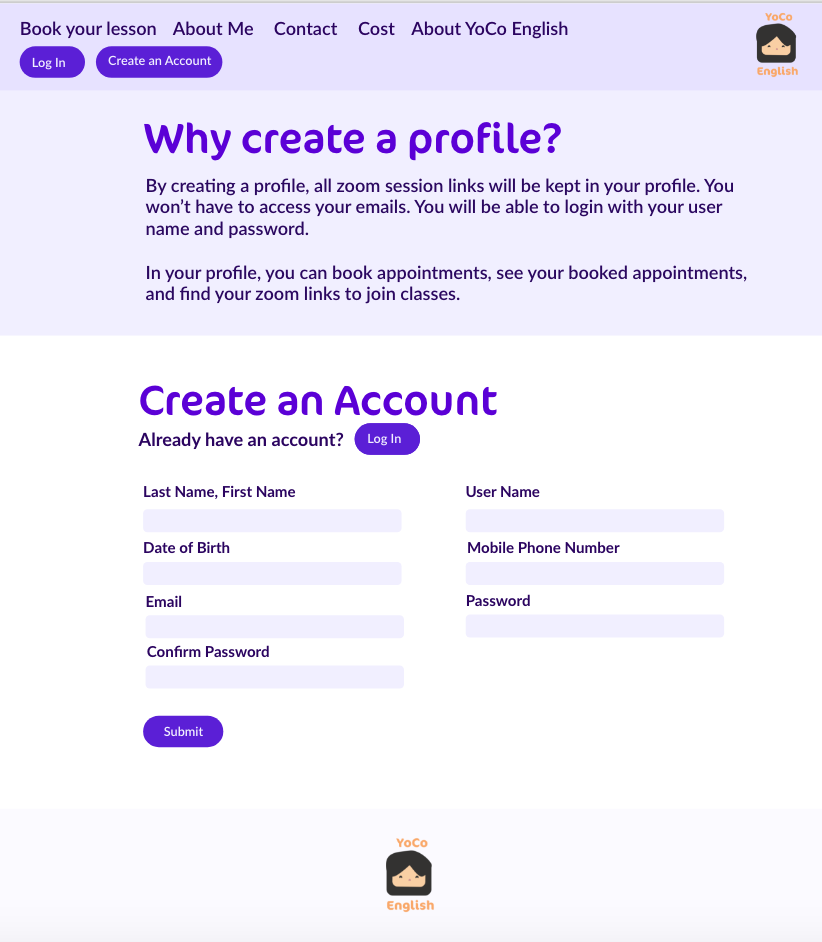 Book your lesson About Me Contact Cost About YoCo English
YoCo
English
Log In Create an Account
Why create a profile?
By creating a profile, all zoom session links will be kept in your profile. You
won't have to access your emails. You will be able to login with your user
name and password.
In your profile, you can book appointments, see your booked appointments,
and find your zoom links to join classes.
Create an Account
Already have an account? Log In
Last Name, First Name User Name
Date of Birth Mobile Phone Number
Email Password
Confirm Password
Submit
YoCo
English